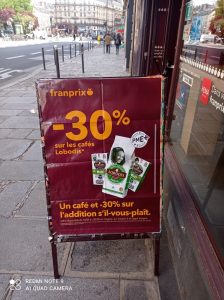 franprix
-30%
sur les cafés
Lobodis*
LOBODIS
Un café et -30% sur
l'addition s'il-vous-plaît.
REDMI NOTE 9
AI QUAD CAMERA